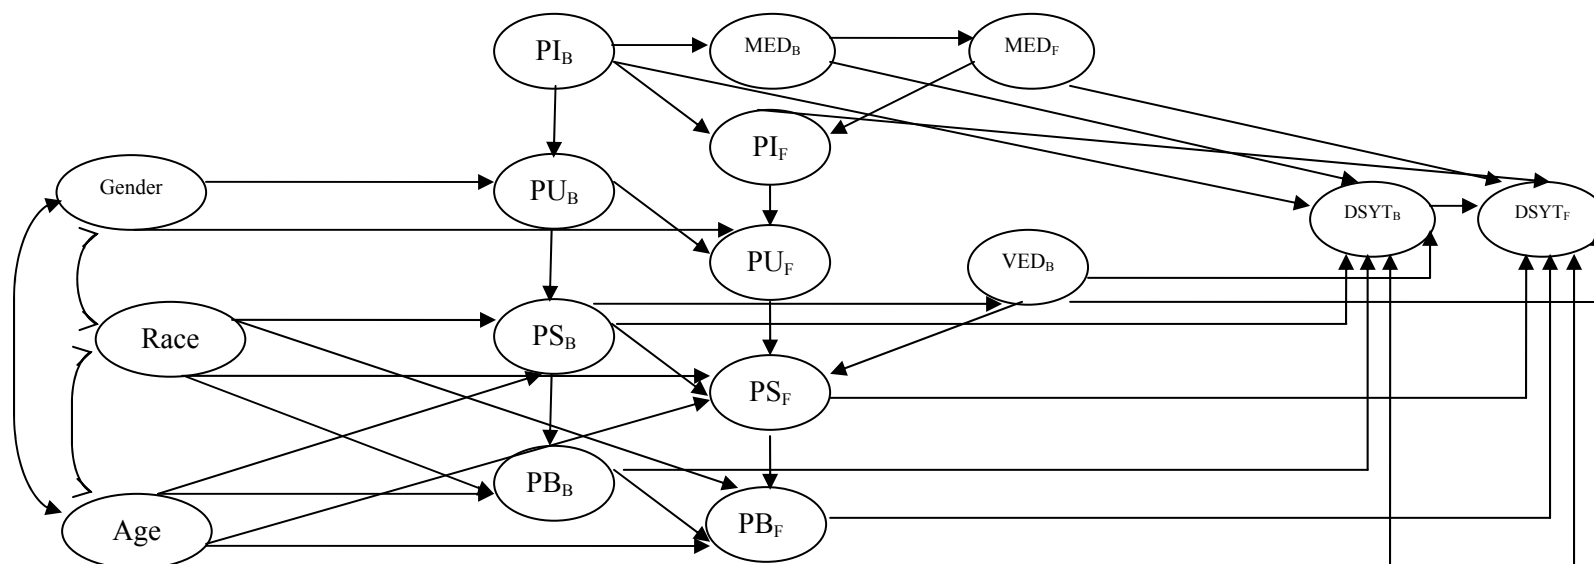 PI_B
MED_B
MED_F
PI_F
Gender
PU_B
DSYT_B
DSYT_F
PU_F
VED_B
Race
PS_B
PS_F
PB_B
Age
PB_F